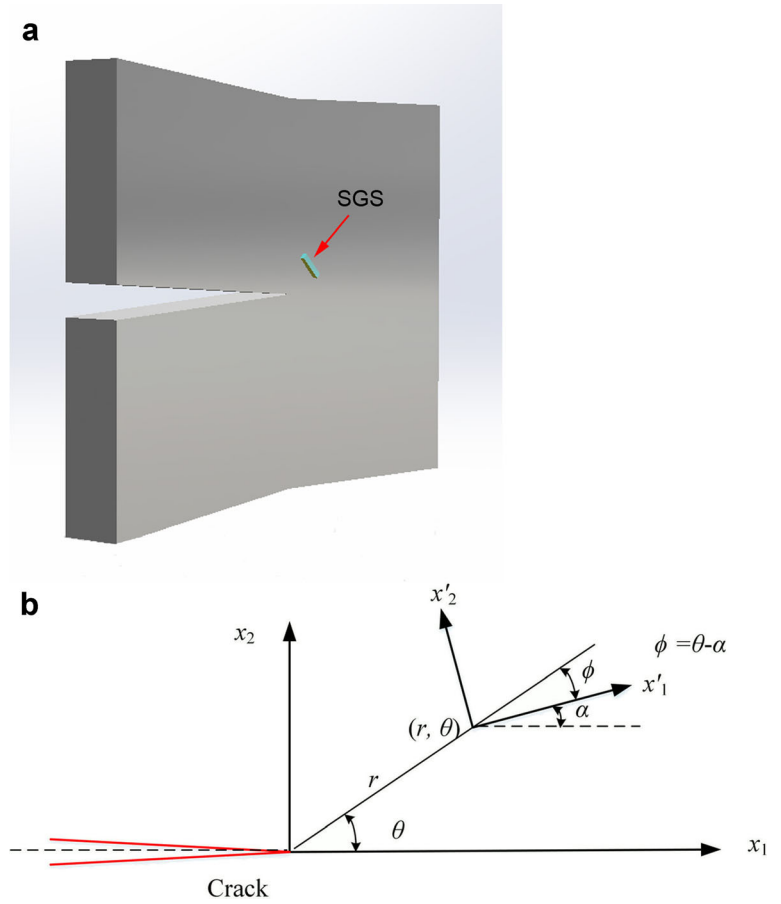 a
SGS
b
x₂
x'₂
ϕ =θ-α
ϕ
x'₁
α
(r, θ)
r
θ
x₁
Crack